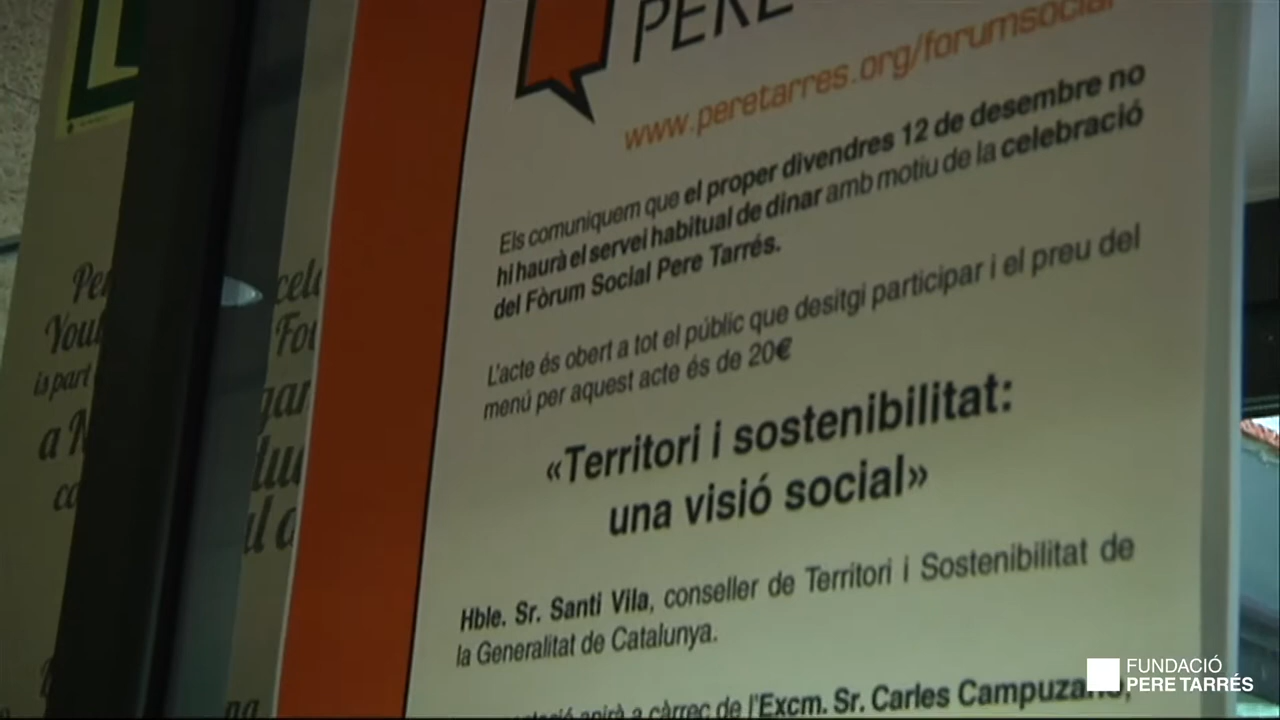 PERE
www.peretarres.org/forumsocial
Els comuniquem que el proper divendres 12 de desembre no
hi haurà el servei habitual de dinar amb motiu de la celebració
del Fòrum Social Pere Tarrés.
L'acte és obert a tot el públic que desitgi participar i el preu del
menú per aquest acte és de 20€
«Territori i sostenibilitat:
una visió social»
Hble. Sr. Santi Vila, conseller de Territori i Sostenibilitat de
la Generalitat de Catalunya.
anirà a càrrec de l'Excm. Sr. Carles Campuzano,
is part
a
FUNDACIÓ
PERE TARRÉS